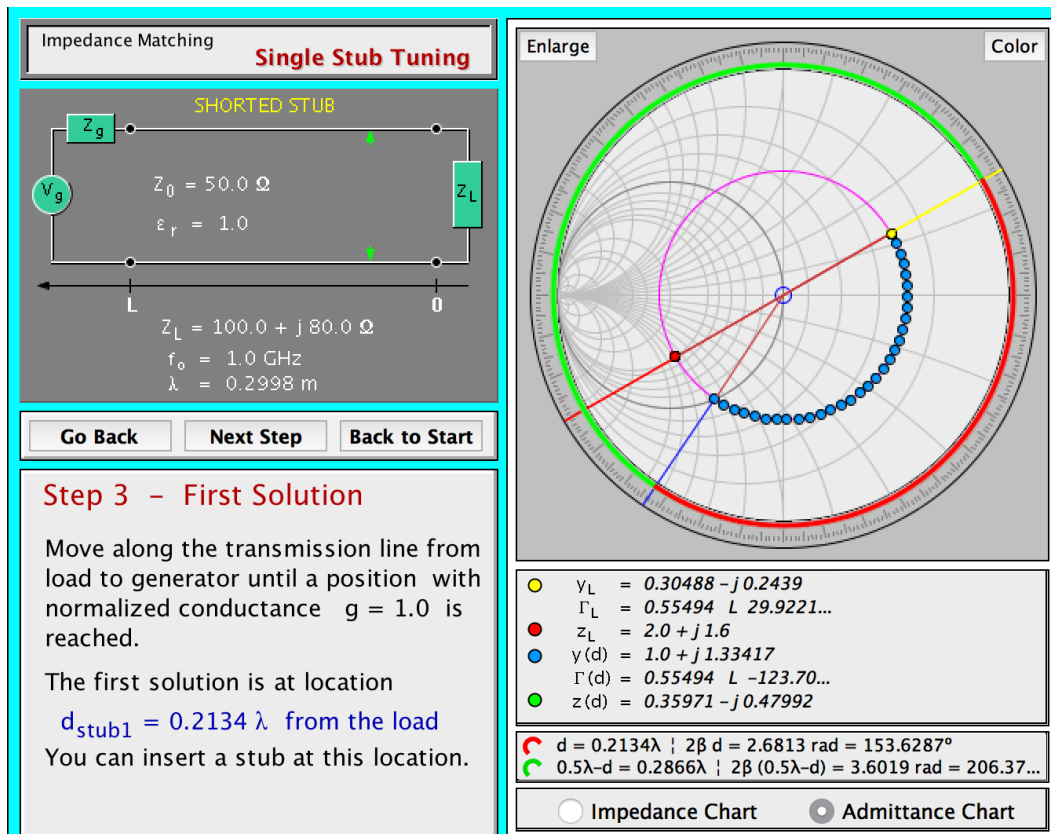 Impedance Matching
Single Stub Tuning
SHORTED STUB
Zg
Vg
Z0 = 50.0 Ω
εr = 1.0
ZL
L
0
ZL = 100.0 + j 80.0 Ω
fo = 1.0 GHz
λ = 0.2998 m
Go Back
Next Step
Back to Start
Step 3 – First Solution
Move along the transmission line from
load to generator until a position with
normalized conductance g = 1.0 is
reached.
The first solution is at location
dstub1 = 0.2134 λ from the load
You can insert a stub at this location.
Enlarge
Color
yL = 0.30488 – j 0.2439
ΓL = 0.55494 L 29.9221...
zL = 2.0 + j 1.6
y(d) = 1.0 + j 1.33417
Γ(d) = 0.55494 L –123.70...
z(d) = 0.35971 – j 0.47992
d = 0.2134λ ¦ 2β d = 2.6813 rad = 153.6287º
0.5λ–d = 0.2866λ ¦ 2β (0.5λ–d) = 3.6019 rad = 206.37...
Impedance Chart
Admittance Chart